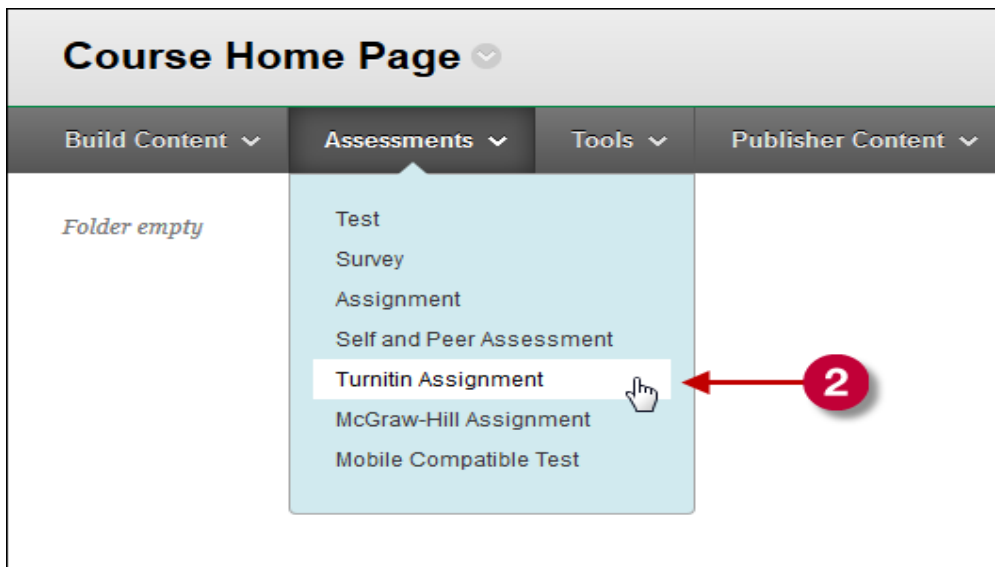 Course Home Page
Build Content Assessments Tools Publisher Content
Folder empty
Test
Survey
Assignment
Self and Peer Assessment
Turnitin Assignment
2
McGraw-Hill Assignment
Mobile Compatible Test